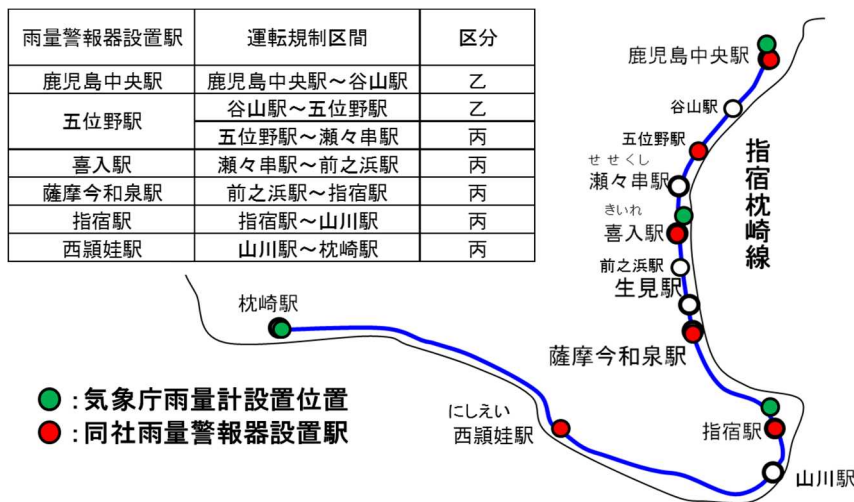 雨量警報器設置駅 運転規制区間 区分
鹿児島中央駅 鹿児島中央駅～谷山駅 乙
五位野駅 谷山駅～五位野駅 乙
五位野駅～瀬々串駅 丙
喜入駅 瀬々串駅～前之浜駅 丙
薩摩今和泉駅 前之浜駅～指宿駅 丙
指宿駅 指宿駅～山川駅 丙
西頴娃駅 山川駅～枕崎駅 丙
鹿児島中央駅
谷山駅
五位野駅
せせくし
瀬々串駅
きいれ
喜入駅
前之浜駅
生見駅
薩摩今和泉駅
指宿駅
山川駅
にしえい
西頴娃駅
枕崎駅
指宿枕崎線
：気象庁雨量計設置位置
：同社雨量警報器設置駅